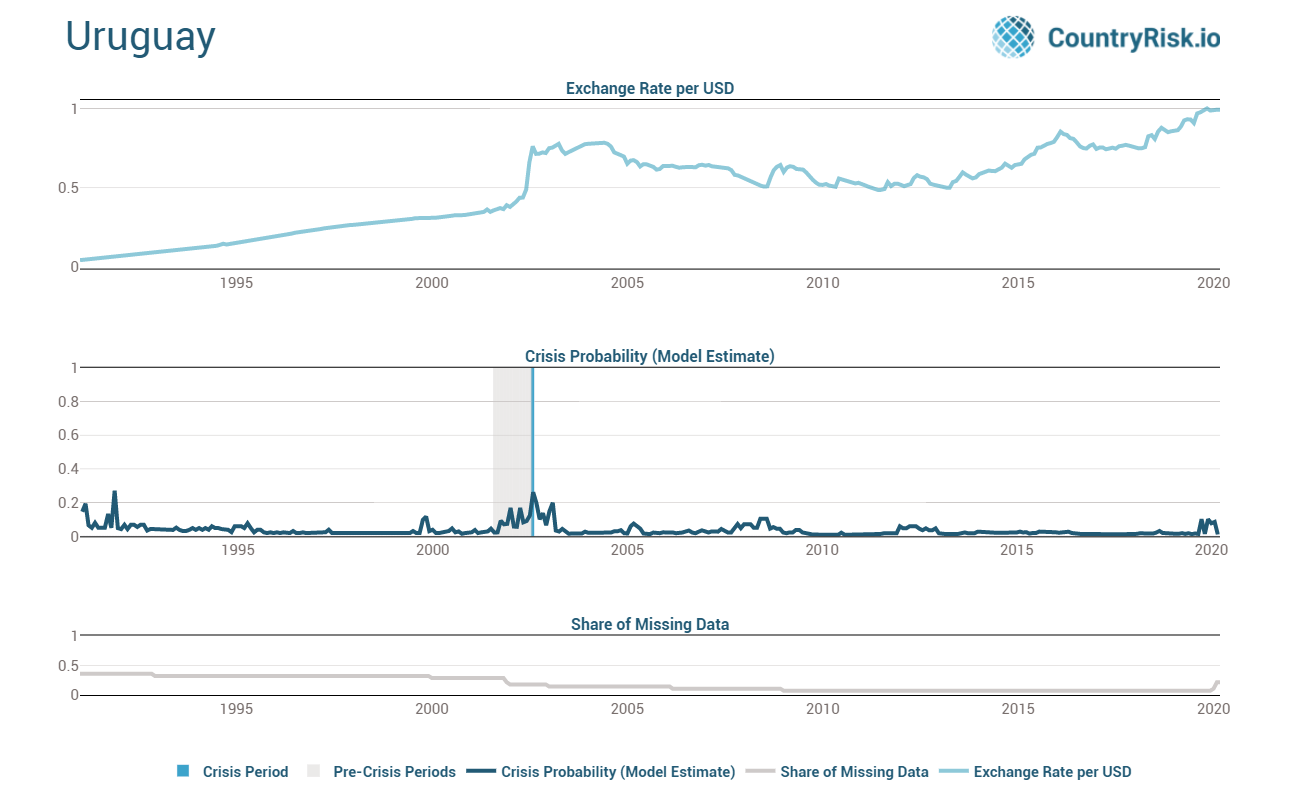 Uruguay
CountryRisk.io
Exchange Rate per USD
1
0.5
0
1995 2000 2005 2010 2015 2020
Crisis Probability (Model Estimate)
1
0.8
0.6
0.4
0.2
0
1995 2000 2005 2010 2015 2020
Share of Missing Data
1
0.5
0
1995 2000 2005 2010 2015 2020
Crisis Period Pre-Crisis Periods Crisis Probability (Model Estimate) Share of Missing Data Exchange Rate per USD